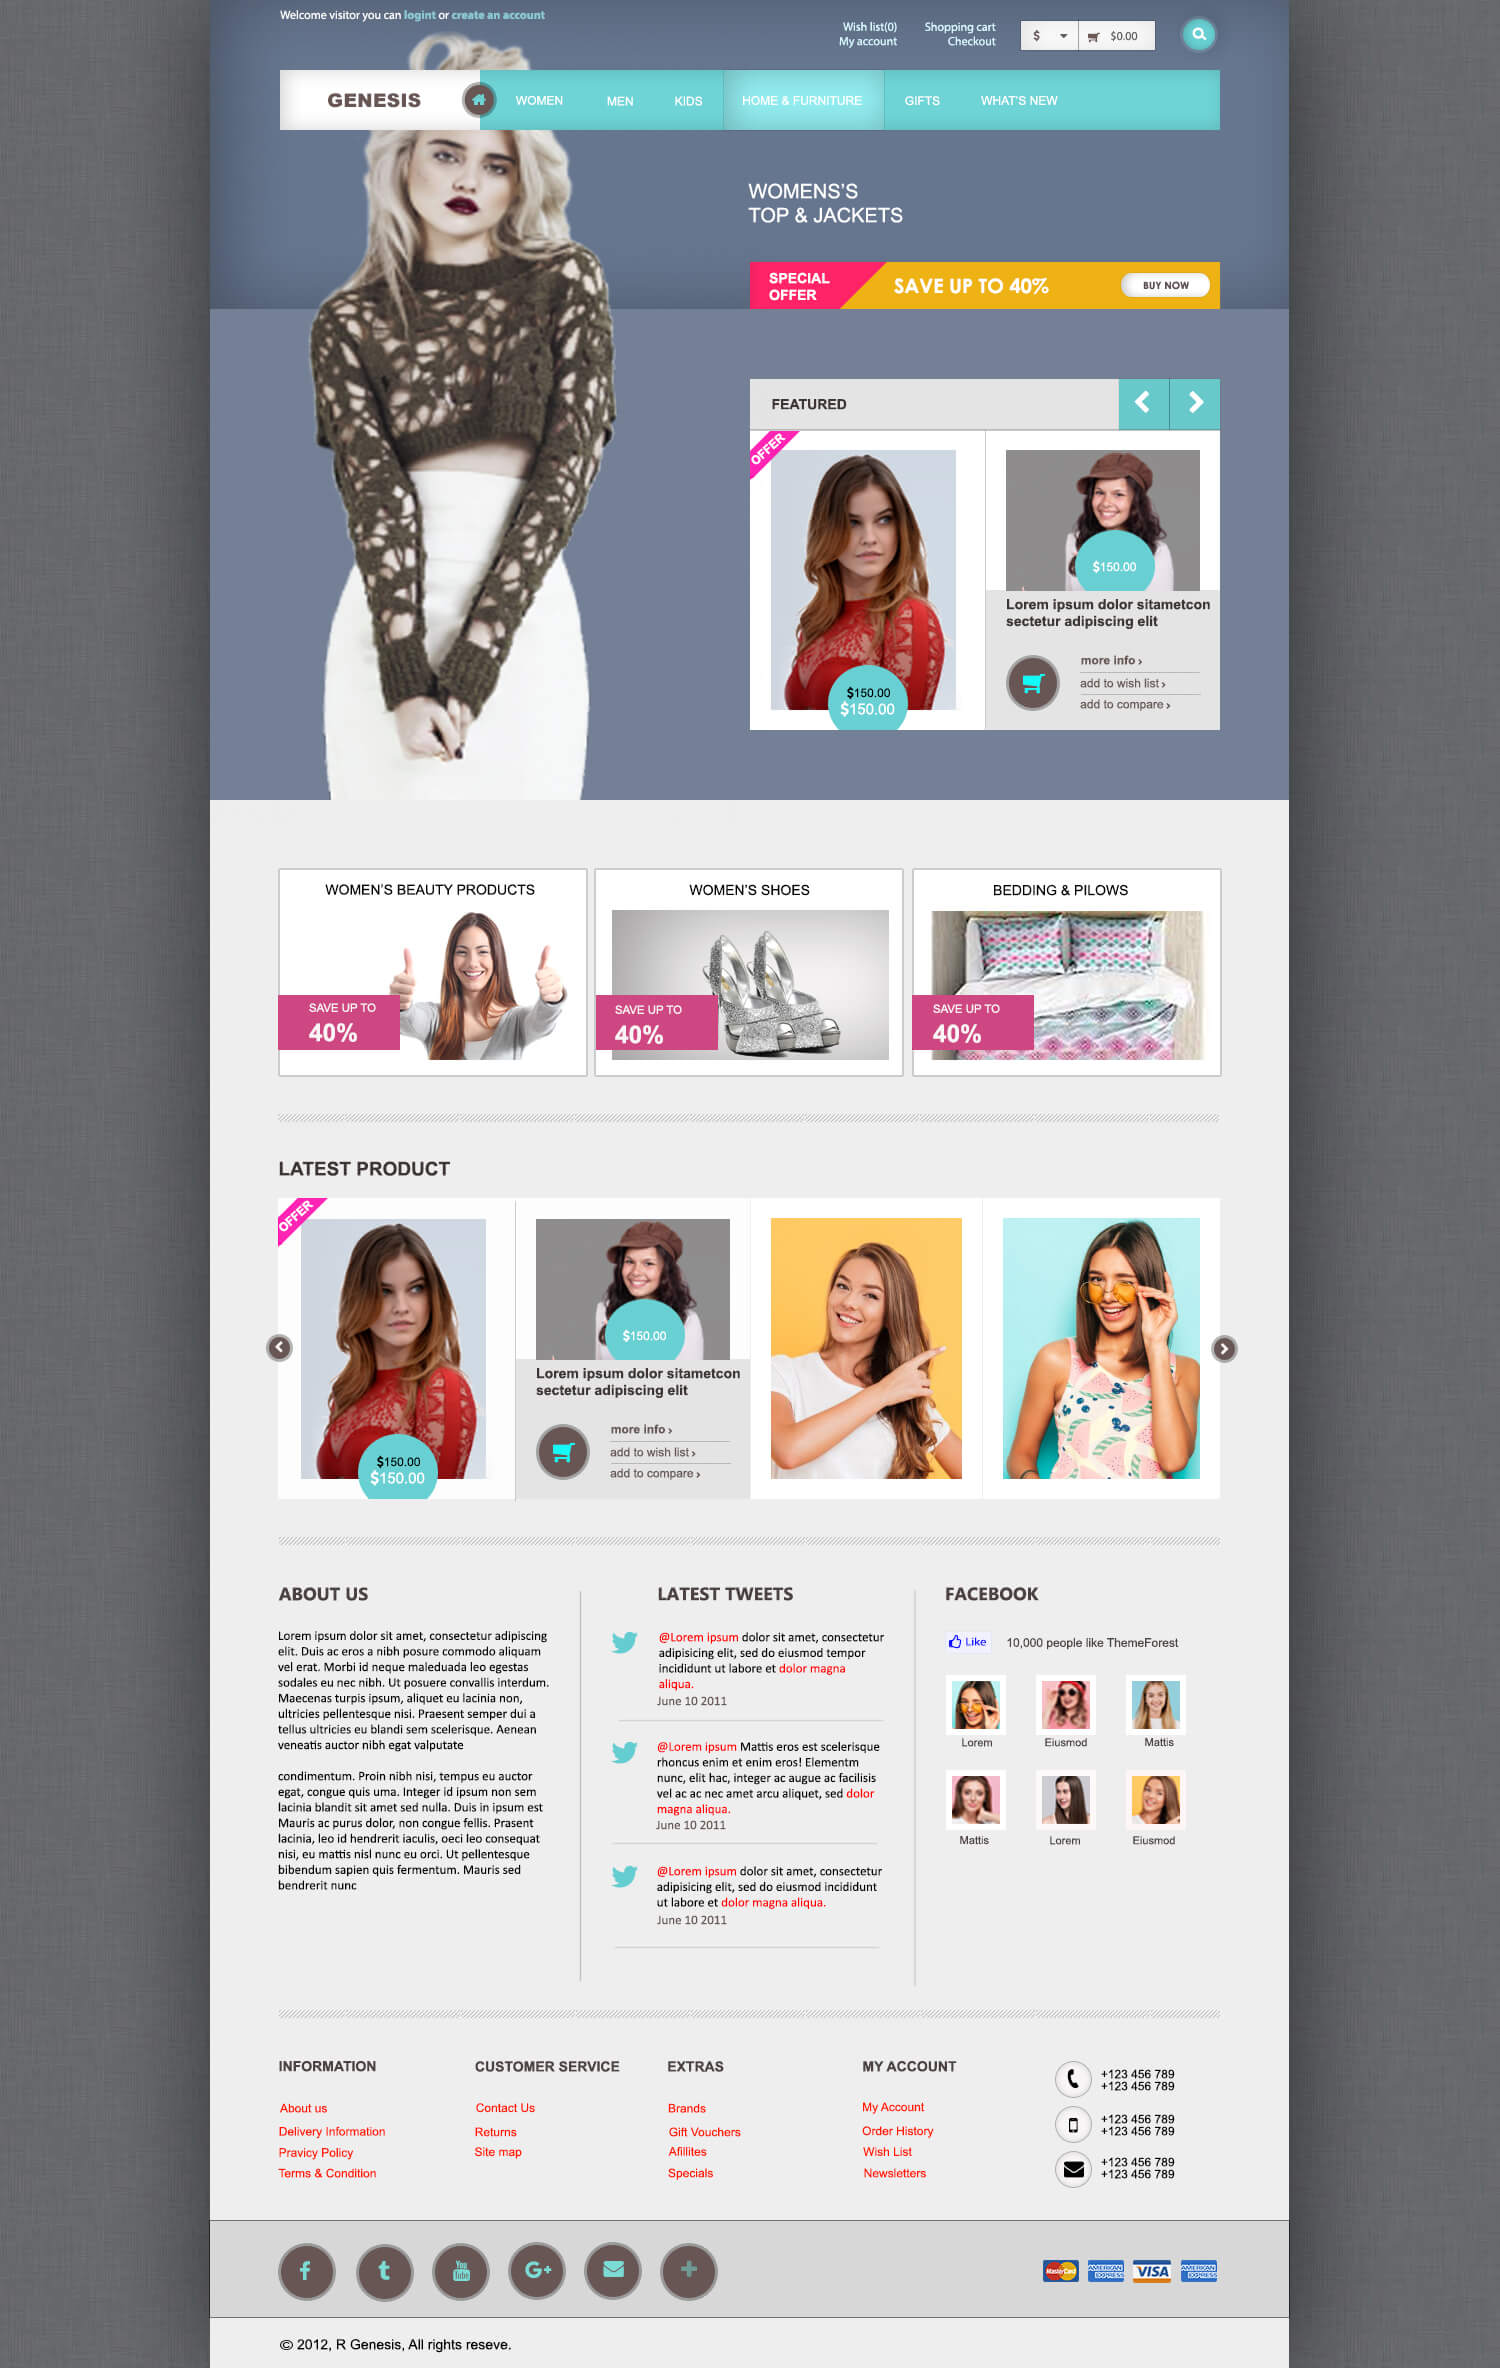 Welcome visitor you can logint or create an account
Wish list(0)
My account
Shopping cart
Checkout
$
$0.00
GENESIS
WOMEN
MEN
KIDS
HOME & FURNITURE
GIFTS
WHAT'S NEW
WOMENS'S
TOP & JACKETS
SPECIAL
OFFER
SAVE UP TO 40%
BUY NOW
FEATURED
OFFER
$150.00
$150.00
$150.00
Lorem ipsum dolor sitametcon
sectetur adipiscing elit
more info ›
add to wish list ›
add to compare ›
WOMEN'S BEAUTY PRODUCTS
SAVE UP TO
40%
WOMEN'S SHOES
SAVE UP TO
40%
BEDDING & PILOWS
SAVE UP TO
40%
LATEST PRODUCT
OFFER
$150.00
$150.00
$150.00
Lorem ipsum dolor sitametcon
sectetur adipiscing elit
more info ›
add to wish list ›
add to compare ›
ABOUT US
Lorem ipsum dolor sit amet, consectetur adipiscing
elit. Duis ac eros a nibh posure commodo aliquam
vel erat. Morbi id neque maleduada leo egestas
sodales eu nec nibh. Ut posuere convallis interdum.
Maecenas turpis ipsum, aliquet eu lacinia non,
ultricies pellentesque nisi. Praesent semper dui a
tellus ultricies eu blandi sem scelerisque. Aenean
veneatis auctor nibh egat valputate
condimentum. Proin nibh nisi, tempus eu auctor
egat, congue quis uma. Integer id ipsum non sem
lacinia blandit sit amet sed nulla. Duis in ipsum est
Mauris ac purus dolor, non congue fellis. Prasent
lacinia, leo id hendrerit iaculis, oeci leo consequat
nisi, eu mattis nisl nunc eu orci. Ut pellentesque
bibendum sapien quis fermentum. Mauris sed
bendrerit nunc
LATEST TWEETS
@Lorem ipsum dolor sit amet, consectetur
adipisicing elit, sed do eiusmod tempor
incididunt ut labore et dolor magna
aliqua.
June 10 2011
@Lorem ipsum Mattis eros est scelerisque
rhoncus enim et enim eros! Elementm
nunc, elit hac, integer ac augue ac facilisis
vel ac ac nec amet arcu aliquet, sed dolor
magna aliqua.
June 10 2011
@Lorem ipsum dolor sit amet, consectetur
adipisicing elit, sed do eiusmod incididunt
ut labore et dolor magna aliqua.
June 10 2011
FACEBOOK
Like
10,000 people like ThemeForest
Lorem
Eiusmod
Mattis
Mattis
Lorem
Eiusmod
INFORMATION
About us
Delivery Information
Pravicy Policy
Terms & Condition
CUSTOMER SERVICE
Contact Us
Returns
Site map
EXTRAS
Brands
Gift Vouchers
Afillites
Specials
MY ACCOUNT
My Account
Order History
Wish List
Newsletters
+123 456 789
+123 456 789
+123 456 789
+123 456 789
+123 456 789
+123 456 789
f
t
You
Tube
G+
MasterCard
AMERICAN
EXPRESS
VISA
AMERICAN
EXPRESS
© 2012, R Genesis, All rights reseve.